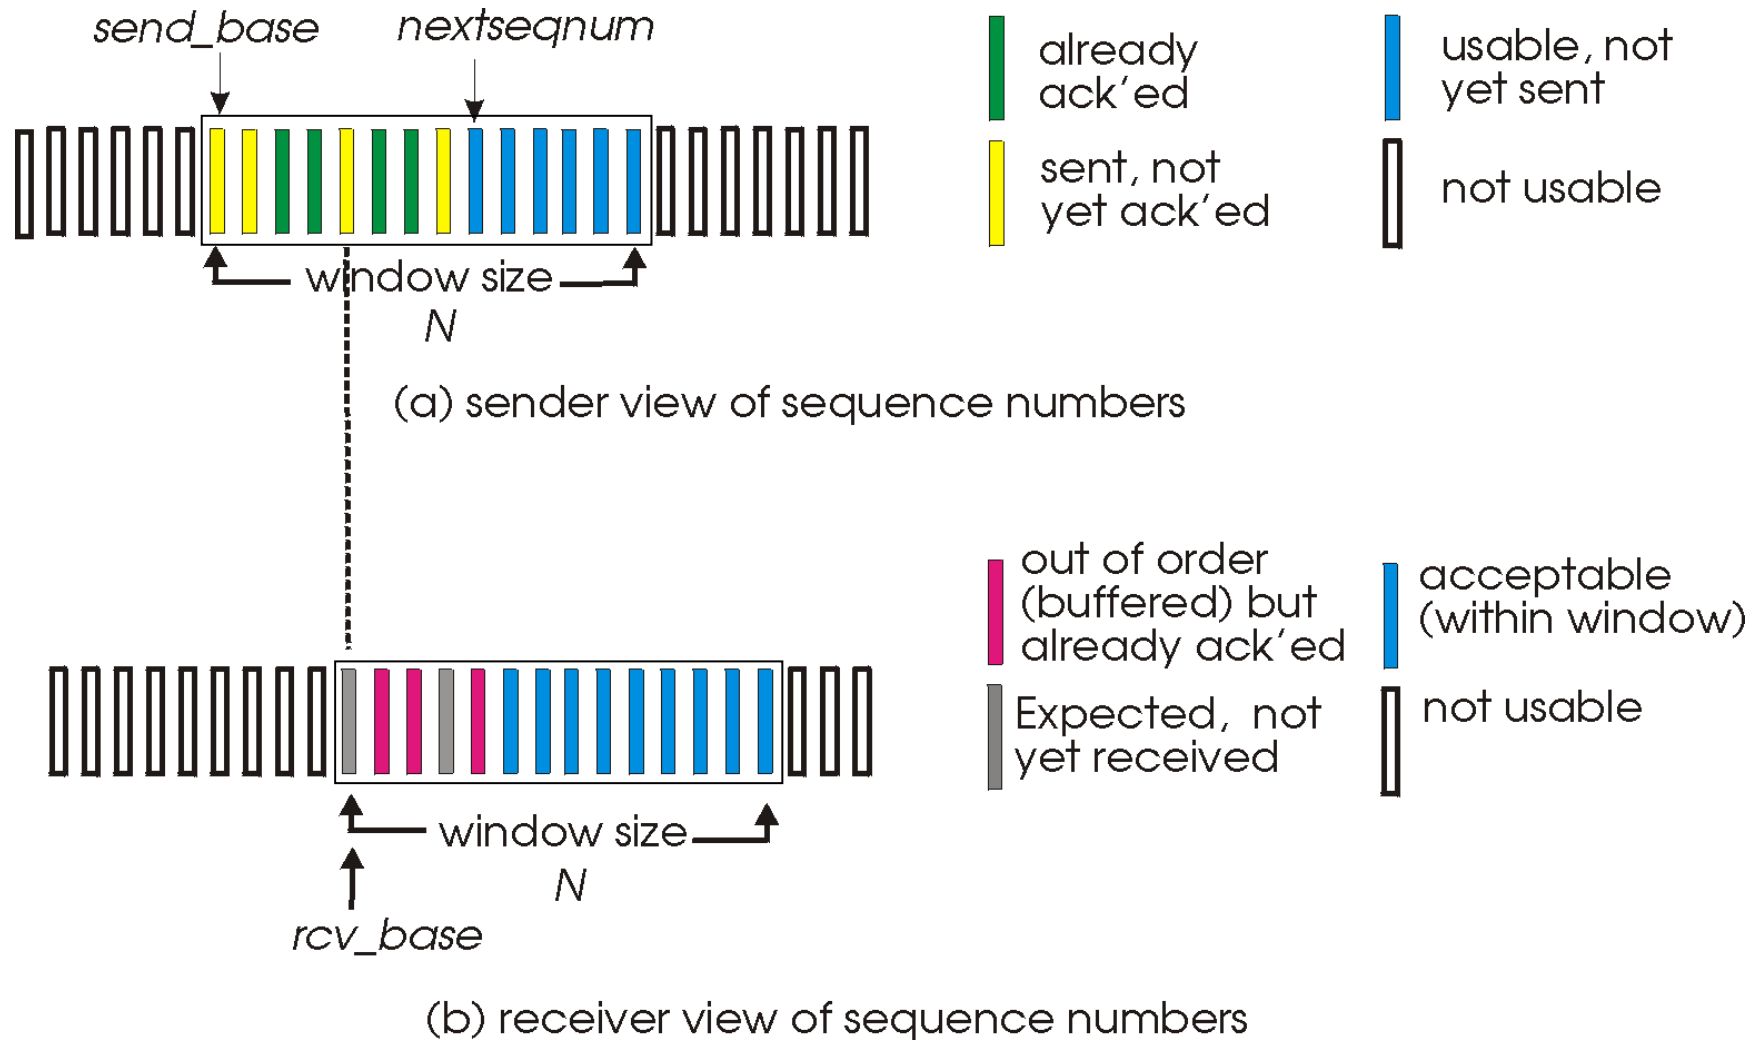 send_base
nextseqnum
already
ack'ed
usable, not
yet sent
sent, not
yet ack'ed
not usable
window size
N
(a) sender view of sequence numbers
out of order
(buffered) but
already ack'ed
acceptable
(within window)
Expected, not
yet received
not usable
window size
N
rcv_base
(b) receiver view of sequence numbers